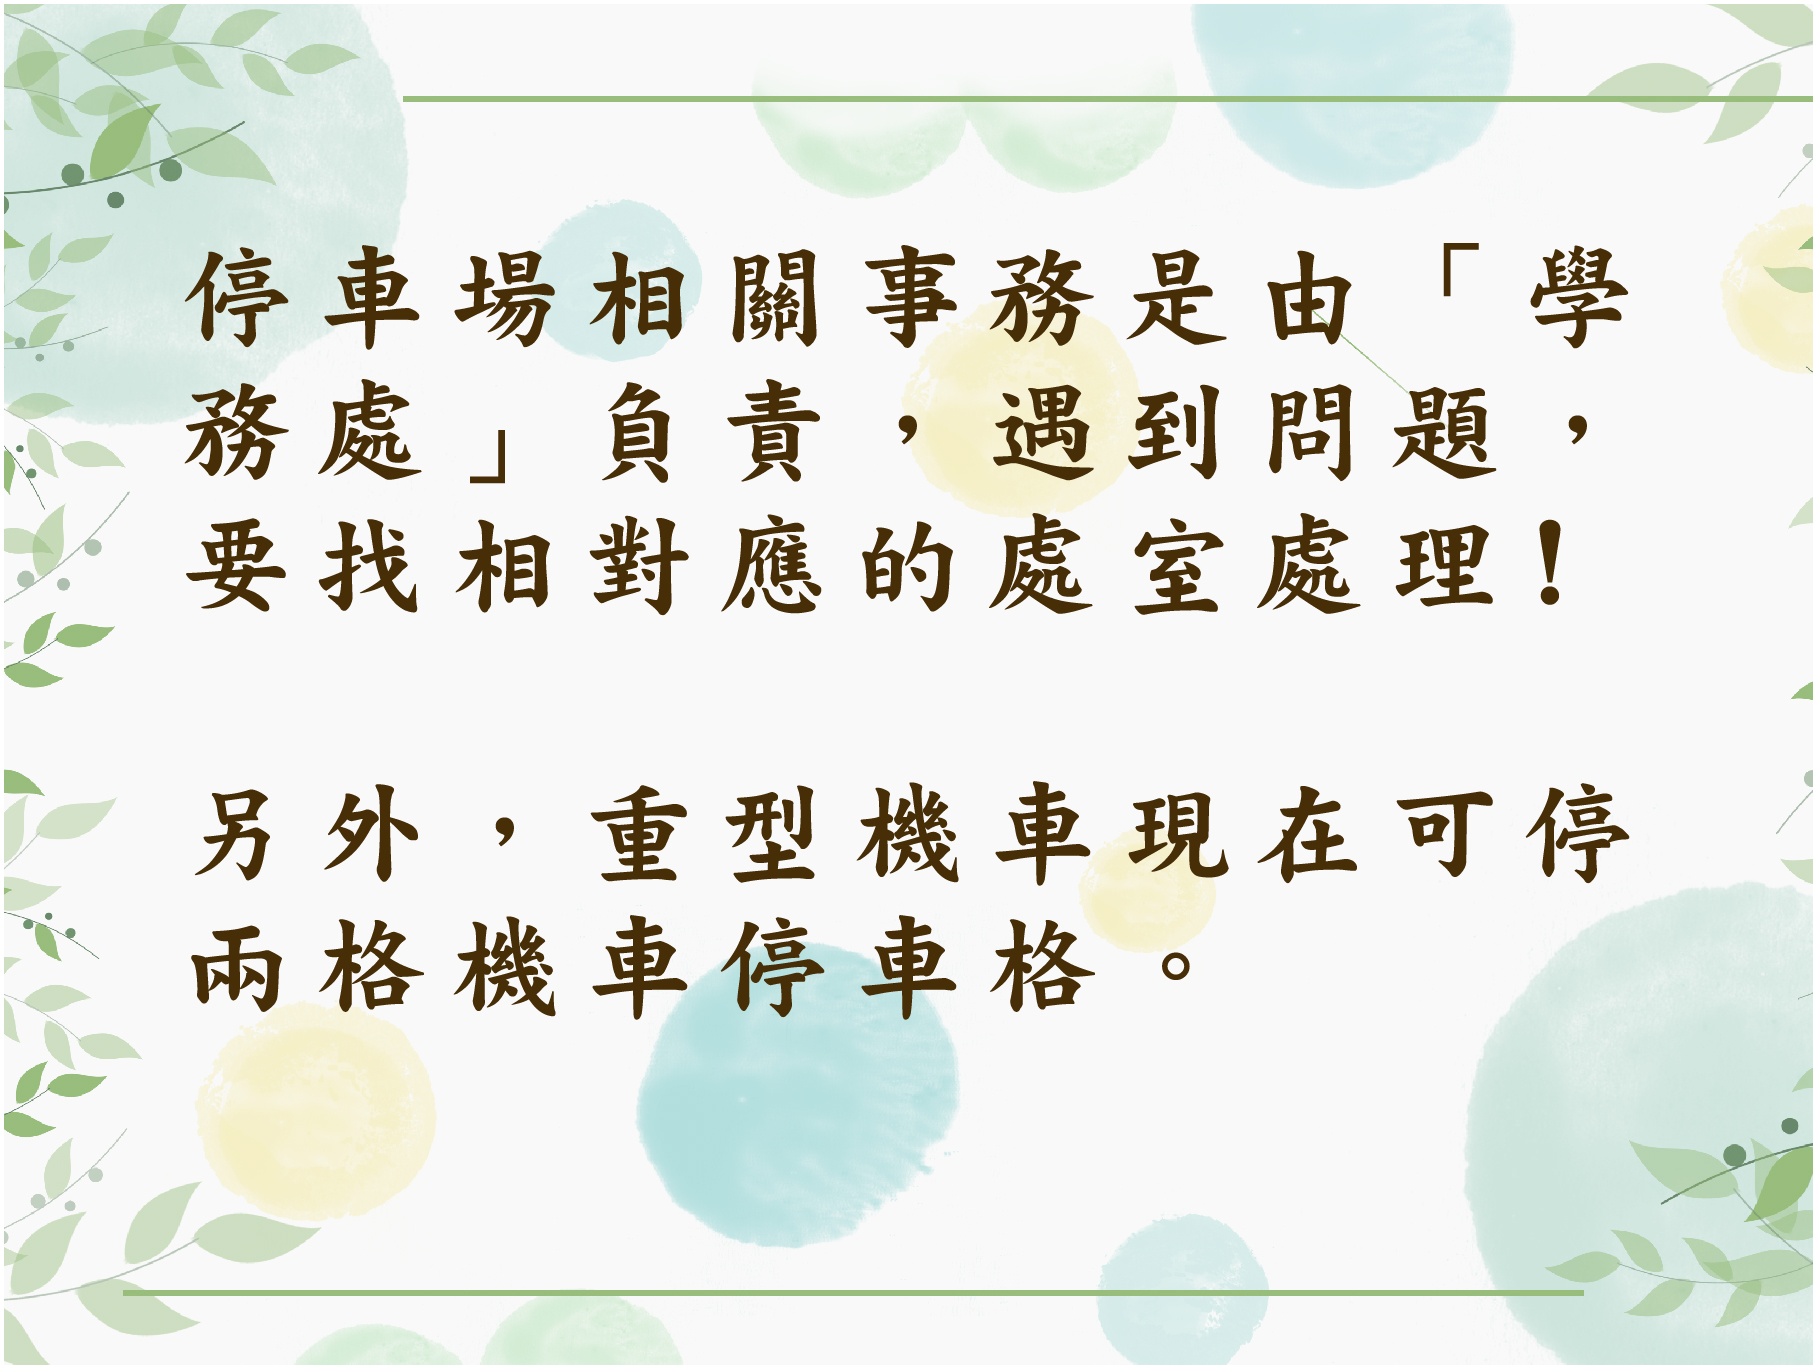 停車場相關事務是由「學
務處」負責，遇到問題，
要找相對應的處室處理！
另外，重型機車現在可停
兩格機車停車格。